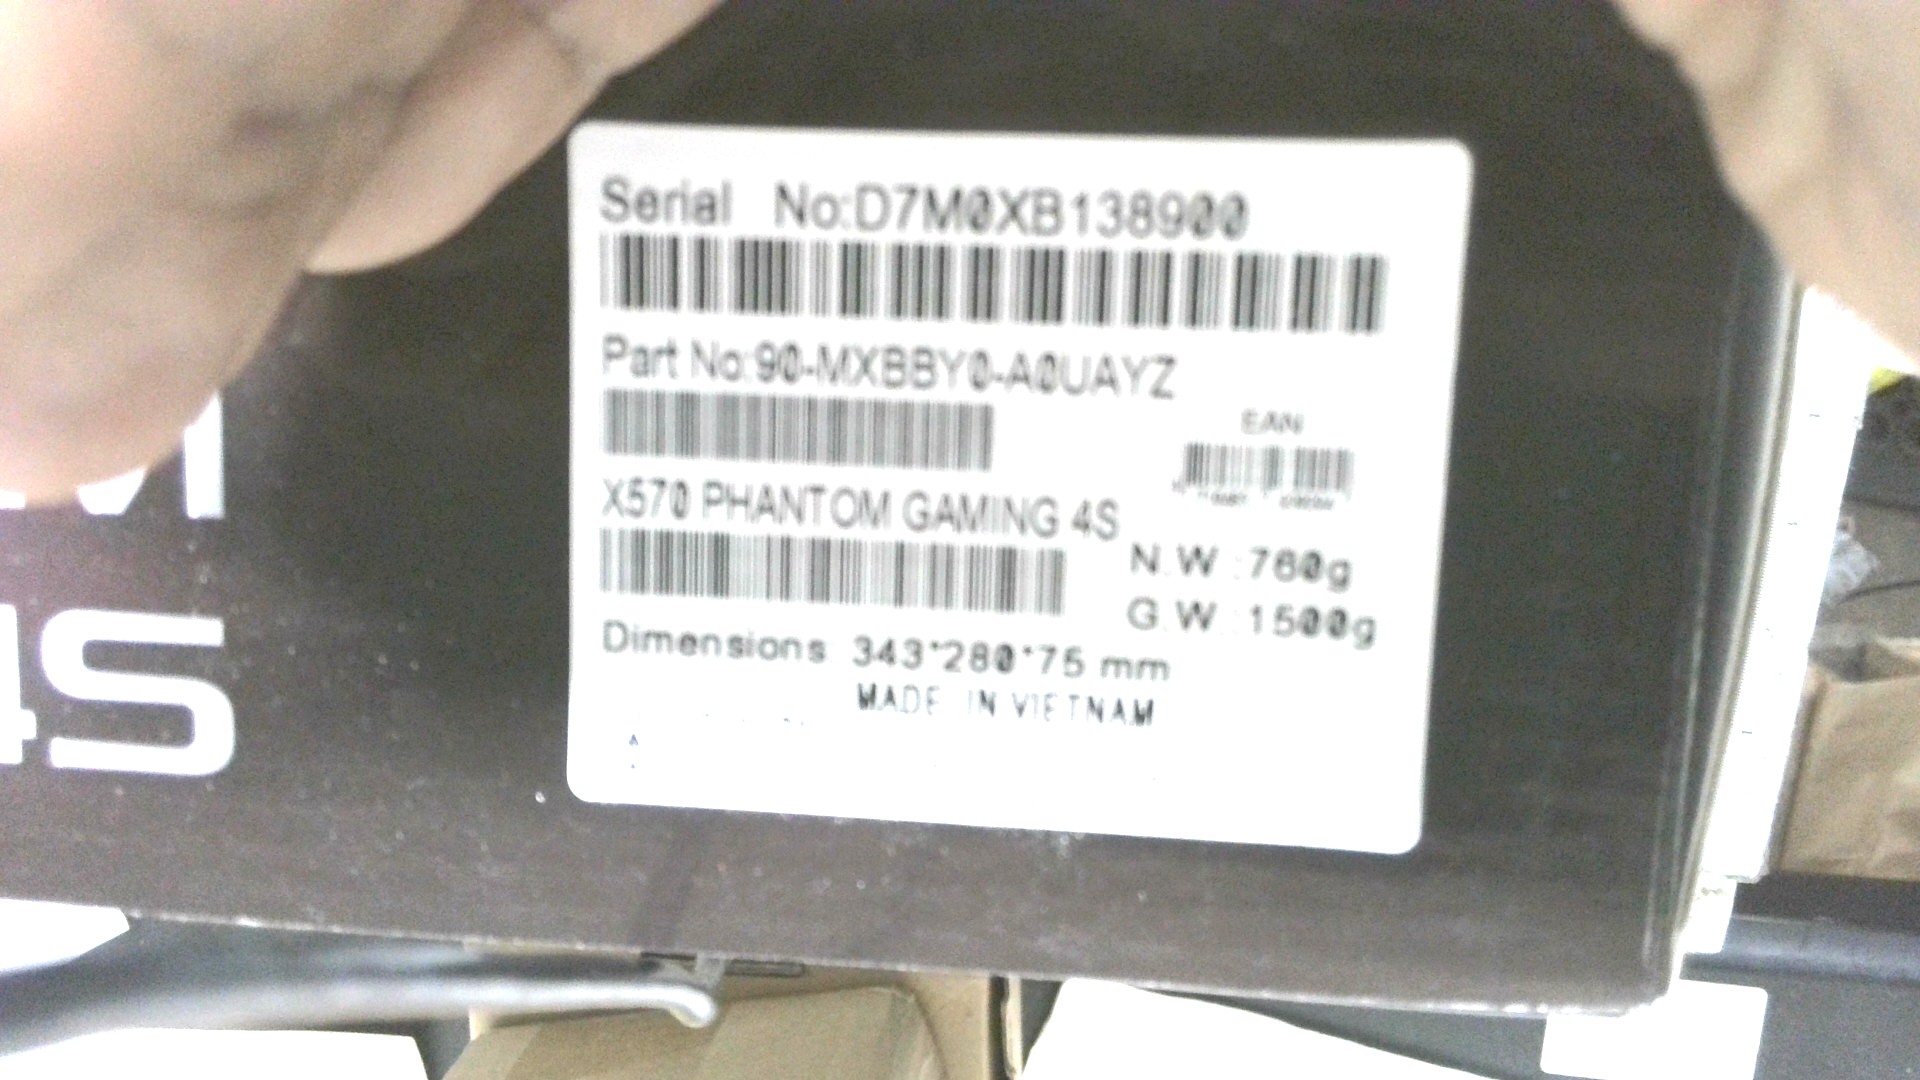 Serial No:D7M0XB138900
Part No:90-MXBBY0-A0UAYZ
EAN
X570 PHANTOM GAMING 4S
N.W.:760g
G.W.:1500g
Dimensions: 343*280*75 mm
MADE IN VIETNAM
4S